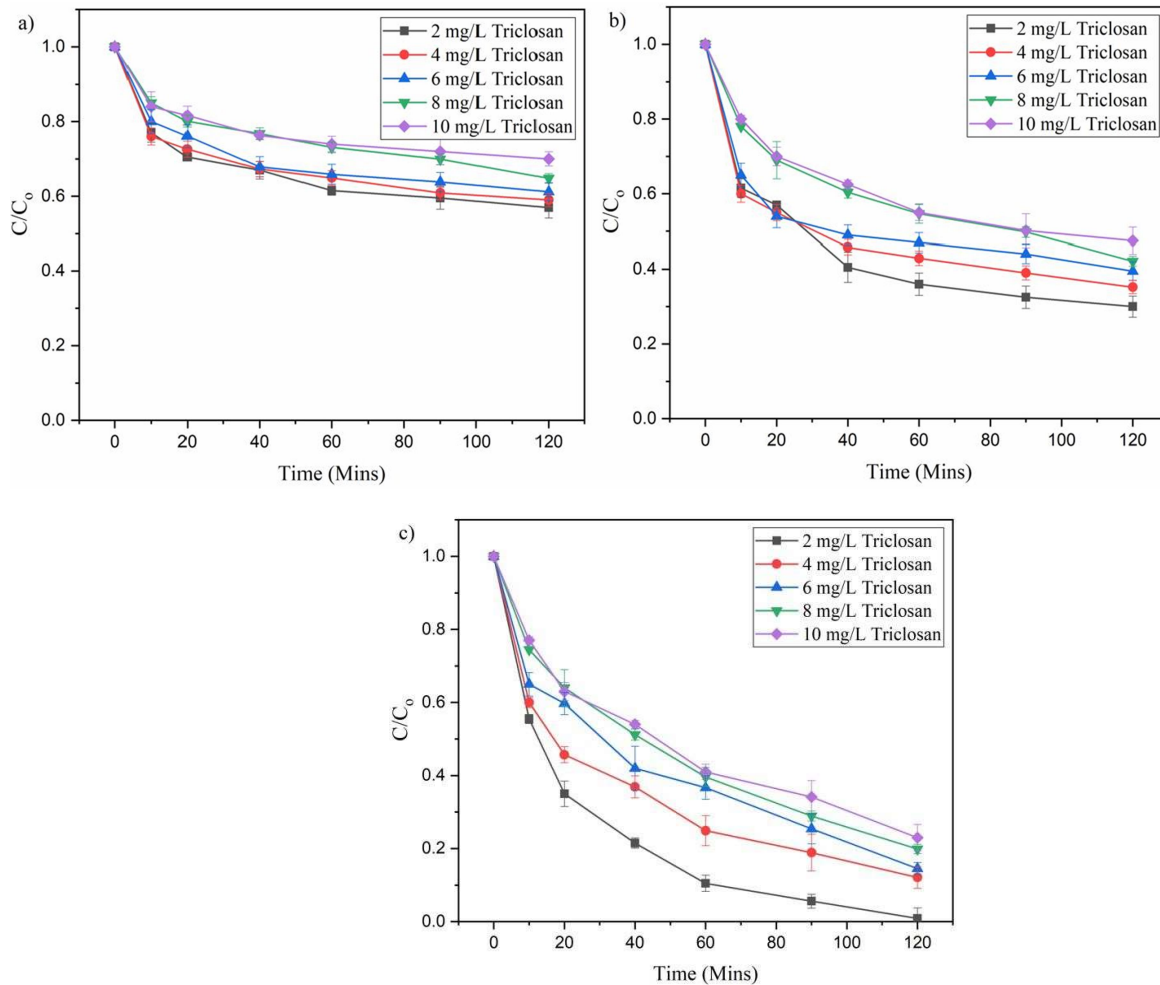 a)
2 mg/L Triclosan
4 mg/L Triclosan
6 mg/L Triclosan
8 mg/L Triclosan
10 mg/L Triclosan
1.0
0.8
0.6
0.4
0.2
0.0
C/Co
0 20 40 60 80 100 120
Time (Mins)
b)
2 mg/L Triclosan
4 mg/L Triclosan
6 mg/L Triclosan
8 mg/L Triclosan
10 mg/L Triclosan
1.0
0.8
0.6
0.4
0.2
0.0
C/Co
0 20 40 60 80 100 120
Time (Mins)
c)
2 mg/L Triclosan
4 mg/L Triclosan
6 mg/L Triclosan
8 mg/L Triclosan
10 mg/L Triclosan
1.0
0.8
0.6
0.4
0.2
0.0
C/Co
0 20 40 60 80 100 120
Time (Mins)